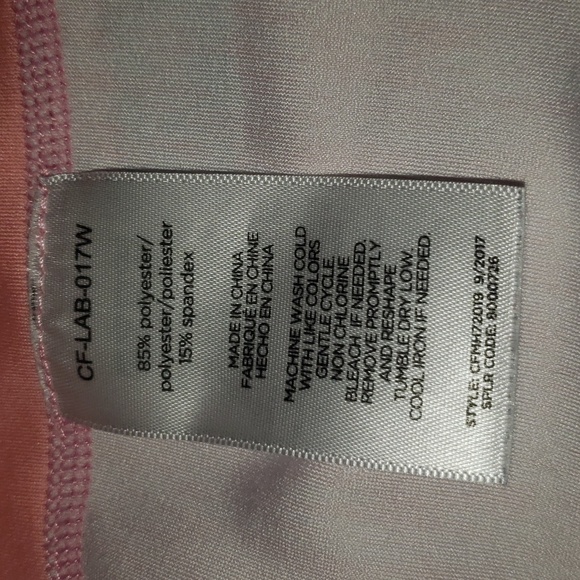 CF-LAB-017W
85% polyester/
polyester/poliester
15% spandex
MADE IN CHINA
FABRIQUÉ EN CHINE
HECHO EN CHINA
MACHINE WASH COLD
WITH LIKE COLORS
GENTLE CYCLE.
NON CHLORINE
BLEACH IF NEEDED.
REMOVE PROMPTLY
AND RESHAPE
TUMBLE DRY LOW.
COOL IRON IF NEEDED.
STYLE: CFMH72019 9/2017
SPLR CODE: 9000726